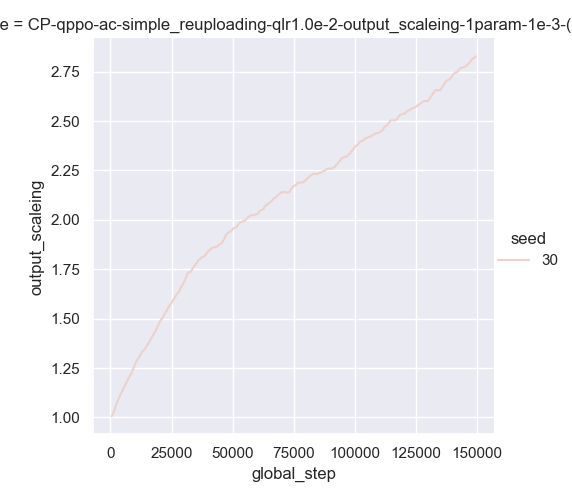 e = CP-qppo-ac-simple_reuploading-qlr1.0e-2-output_scaleing-1param-1e-3-(
2.75
2.50
2.25
2.00
1.75
1.50
1.25
1.00
output_scaleing
0 25000 50000 75000 100000 125000 150000
global_step
seed
30